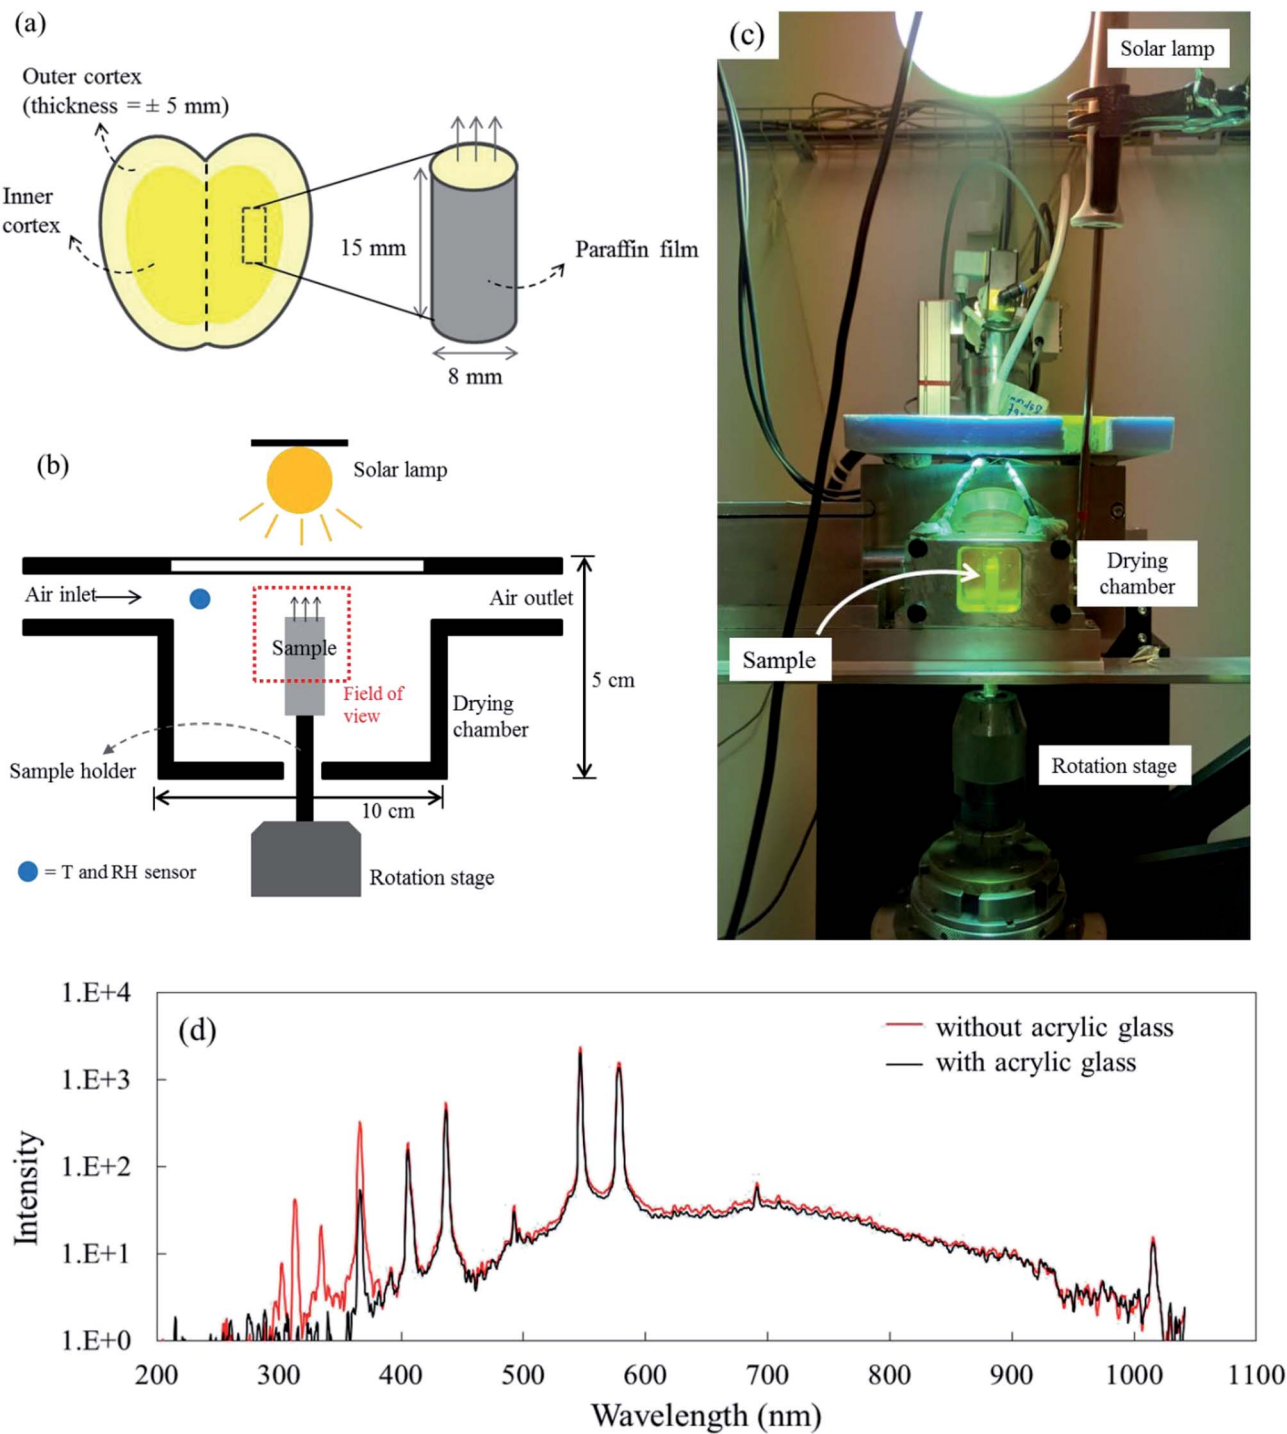 (a)
Outer cortex
(thickness = ± 5 mm)
Inner
cortex
15 mm
8 mm
Paraffin film
(b)
Solar lamp
Air inlet
Air outlet
Sample
Field of
view
Drying
chamber
5 cm
Sample holder
10 cm
= T and RH sensor
Rotation stage
(c)
Solar lamp
Drying
chamber
Sample
Rotation stage
(d)
without acrylic glass
with acrylic glass
1.E+4
1.E+3
1.E+2
1.E+1
1.E+0
Intensity
200 300 400 500 600 700 800 900 1000 1100
Wavelength (nm)